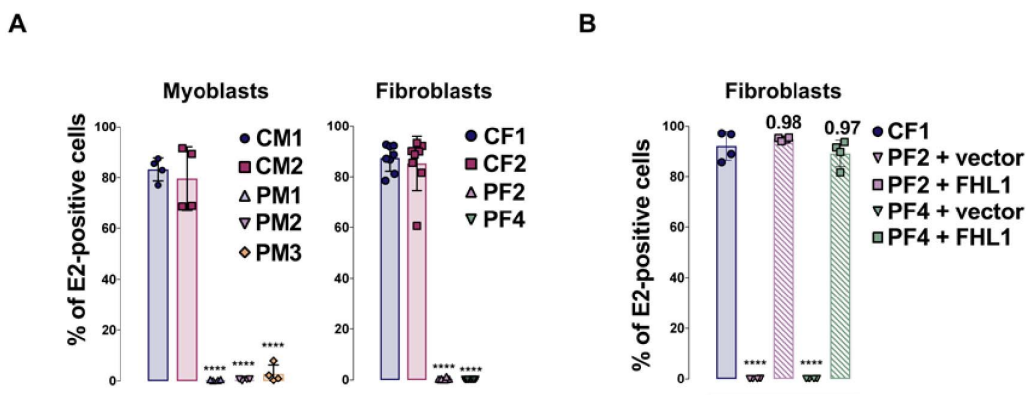 A
B
Myoblasts
Fibroblasts
Fibroblasts
% of E2-positive cells
100
80
60
40
20
0
****
****
****
CM1
CM2
PM1
PM2
PM3
100
80
60
40
20
0
****
****
CF1
CF2
PF2
PF4
% of E2-positive cells
100
80
60
40
20
0
****
0.98
****
0.97
CF1
PF2 + vector
PF2 + FHL1
PF4 + vector
PF4 + FHL1